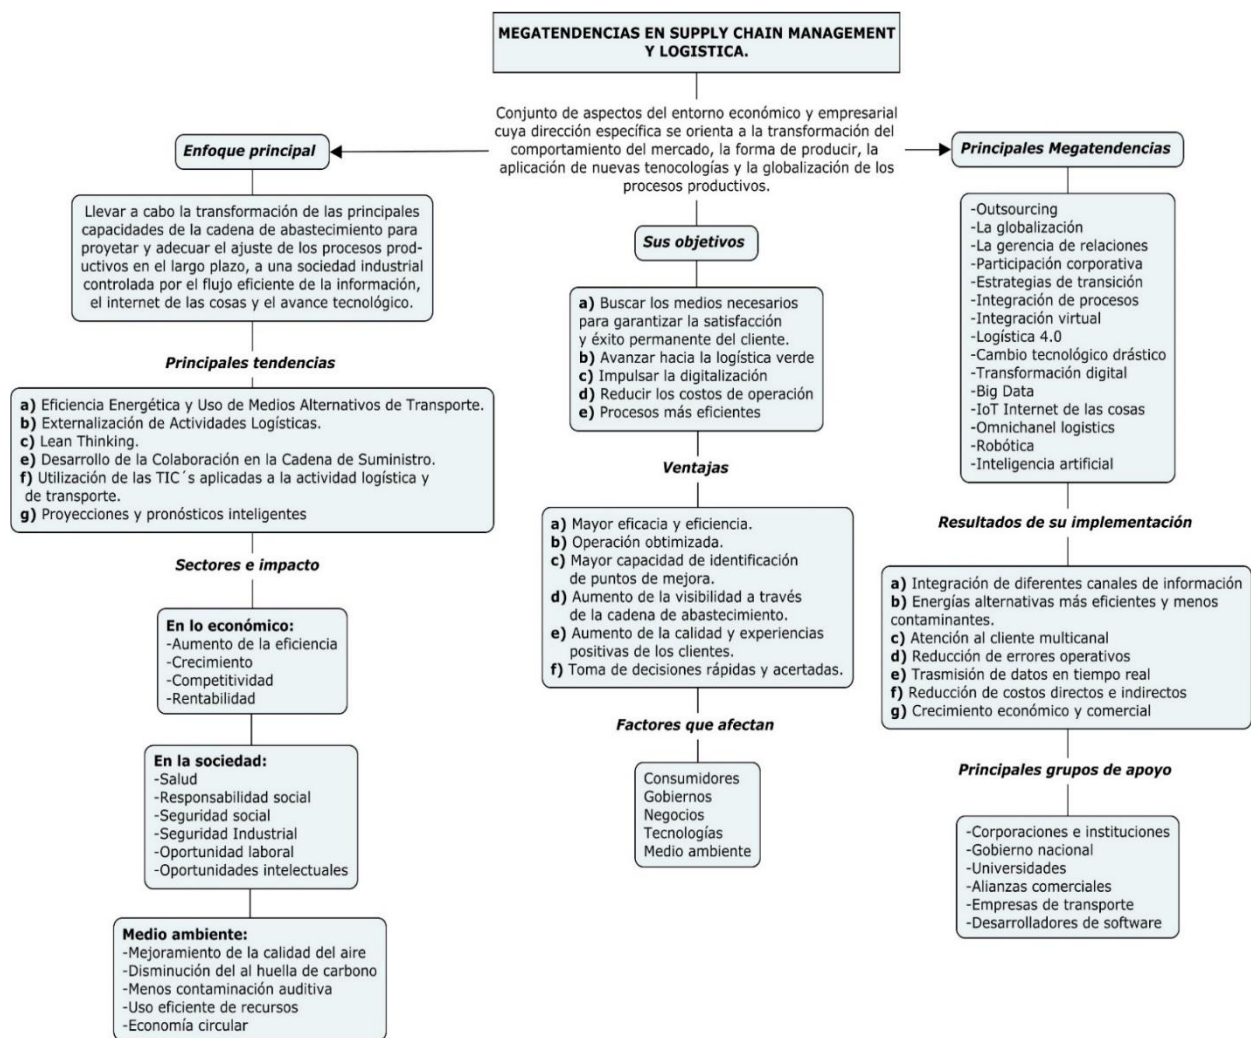 MEGATENDENCIAS EN SUPPLY CHAIN MANAGEMENT
Y LOGISTICA.
Conjunto de aspectos del entorno económico y empresarial
cuya dirección específica se orienta a la transformación del
comportamiento del mercado, la forma de producir, la
aplicación de nuevas tenocologías y la globalización de los
procesos productivos.
Enfoque principal
Llevar a cabo la transformación de las principales
capacidades de la cadena de abastecimiento para
proyetar y adecuar el ajuste de los procesos prod-
uctivos en el largo plazo, a una sociedad industrial
controlada por el flujo eficiente de la información,
el internet de las cosas y el avance tecnológico.
Principales tendencias
a) Eficiencia Energética y Uso de Medios Alternativos de Transporte.
b) Externalización de Actividades Logísticas.
c) Lean Thinking.
e) Desarrollo de la Colaboración en la Cadena de Suministro.
f) Utilización de las TIC´s aplicadas a la actividad logística y
de transporte.
g) Proyecciones y pronósticos inteligentes
Sectores e impacto
En lo económico:
-Aumento de la eficiencia
-Crecimiento
-Competitividad
-Rentabilidad
En la sociedad:
-Salud
-Responsabilidad social
-Seguridad social
-Seguridad Industrial
-Oportunidad laboral
-Oportunidades intelectuales
Medio ambiente:
-Mejoramiento de la calidad del aire
-Disminución del al huella de carbono
-Menos contaminación auditiva
-Uso eficiente de recursos
-Economía circular
Sus objetivos
a) Buscar los medios necesarios
para garantizar la satisfacción
y éxito permanente del cliente.
b) Avanzar hacia la logística verde
c) Impulsar la digitalización
d) Reducir los costos de operación
e) Procesos más eficientes
Ventajas
a) Mayor eficacia y eficiencia.
b) Operación obtimizada.
c) Mayor capacidad de identificación
de puntos de mejora.
d) Aumento de la visibilidad a través
de la cadena de abastecimiento.
e) Aumento de la calidad y experiencias
positivas de los clientes.
f) Toma de decisiones rápidas y acertadas.
Factores que afectan
Consumidores
Gobiernos
Negocios
Tecnologías
Medio ambiente
Principales Megatendencias
-Outsourcing
-La globalización
-La gerencia de relaciones
-Participación corporativa
-Estrategias de transición
-Integración de procesos
-Integración virtual
-Logística 4.0
-Cambio tecnológico drástico
-Transformación digital
-Big Data
-IoT Internet de las cosas
-Omnichanel logistics
-Robótica
-Inteligencia artificial
Resultados de su implementación
a) Integración de diferentes canales de información
b) Energías alternativas más eficientes y menos
contaminantes.
c) Atención al cliente multicanal
d) Reducción de errores operativos
e) Trasmisión de datos en tiempo real
f) Reducción de costos directos e indirectos
g) Crecimiento económico y comercial
Principales grupos de apoyo
-Corporaciones e instituciones
-Gobierno nacional
-Universidades
-Alianzas comerciales
-Empresas de transporte
-Desarrolladores de software